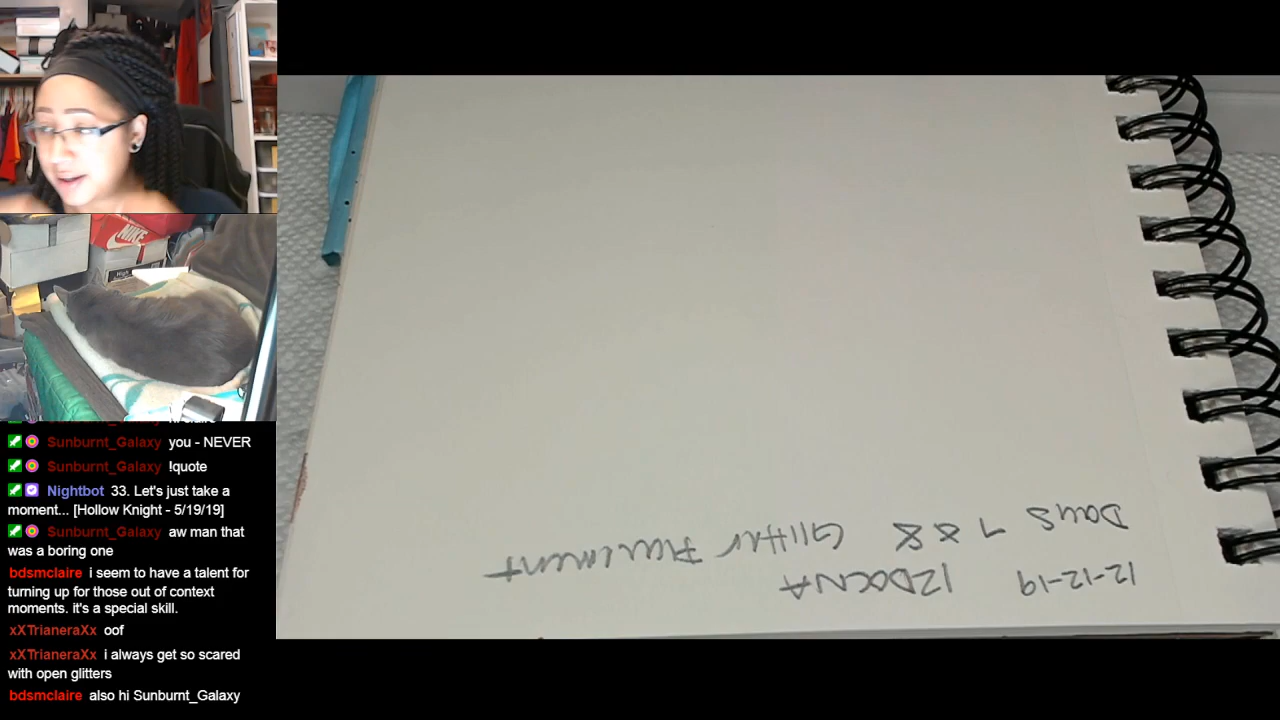 NIKE
you - NEVER
Sunburnt_Galaxy you - NEVER
Sunburnt_Galaxy !quote
Nightbot 33. Let's just take a
moment... [Hollow Knight - 5/19/19]
Sunburnt_Galaxy aw man that
was a boring one
bdsmclaire i seem to have a talent for
turning up for those out of context
moments. it's a special skill.
xXTrianeraXx oof
xXTrianeraXx i always get so scared
with open glitters
bdsmclaire also hi Sunburnt_Galaxy
12-12-19 12DOCNA
Days 7 & 8 Glitter Placement